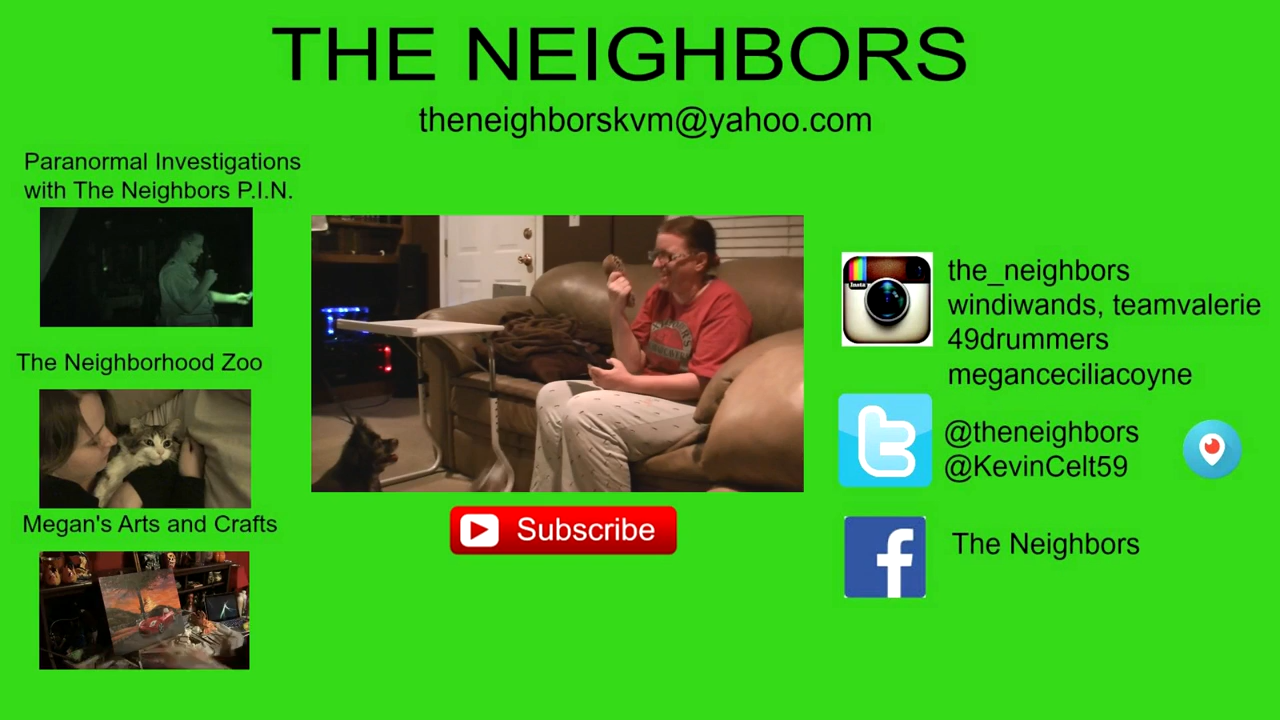 THE NEIGHBORS
theneighborskvm@yahoo.com
Paranormal Investigations
with The Neighbors P.I.N.
The Neighborhood Zoo
Megan's Arts and Crafts
Subscribe
Insta
the_neighbors
windiwands, teamvalerie
49drummers
meganceciliacoyne
@theneighbors
@KevinCelt59
The Neighbors